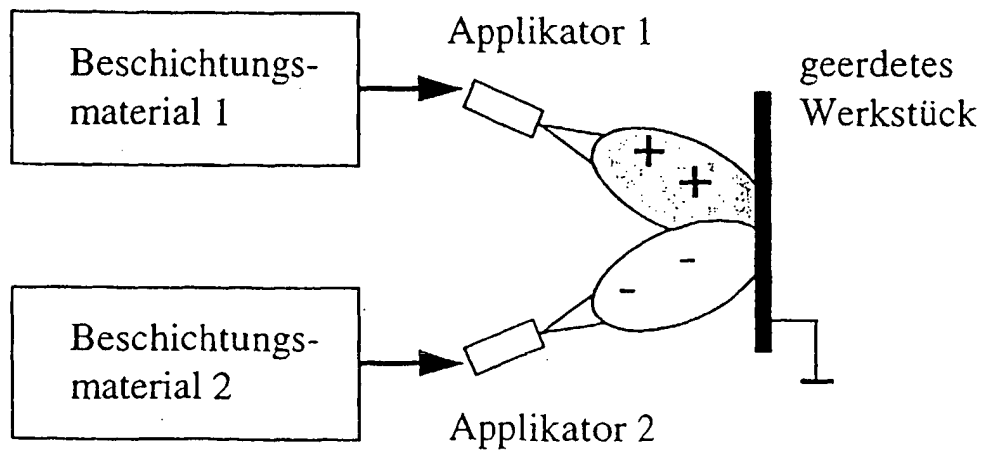 Applikator 1
Beschichtungs-
material 1
geerdetes
Werkstück
+
+
-
-
Beschichtungs-
material 2
Applikator 2